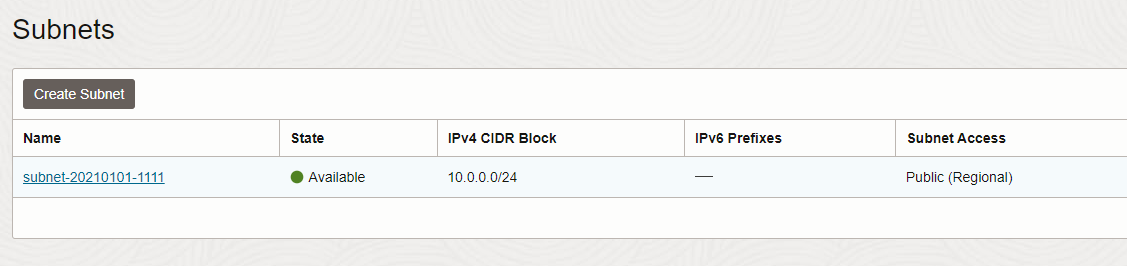 Subnets
Create Subnet
Name State IPv4 CIDR Block IPv6 Prefixes Subnet Access
subnet-20210101-1111 Available 10.0.0.0/24 — Public (Regional)